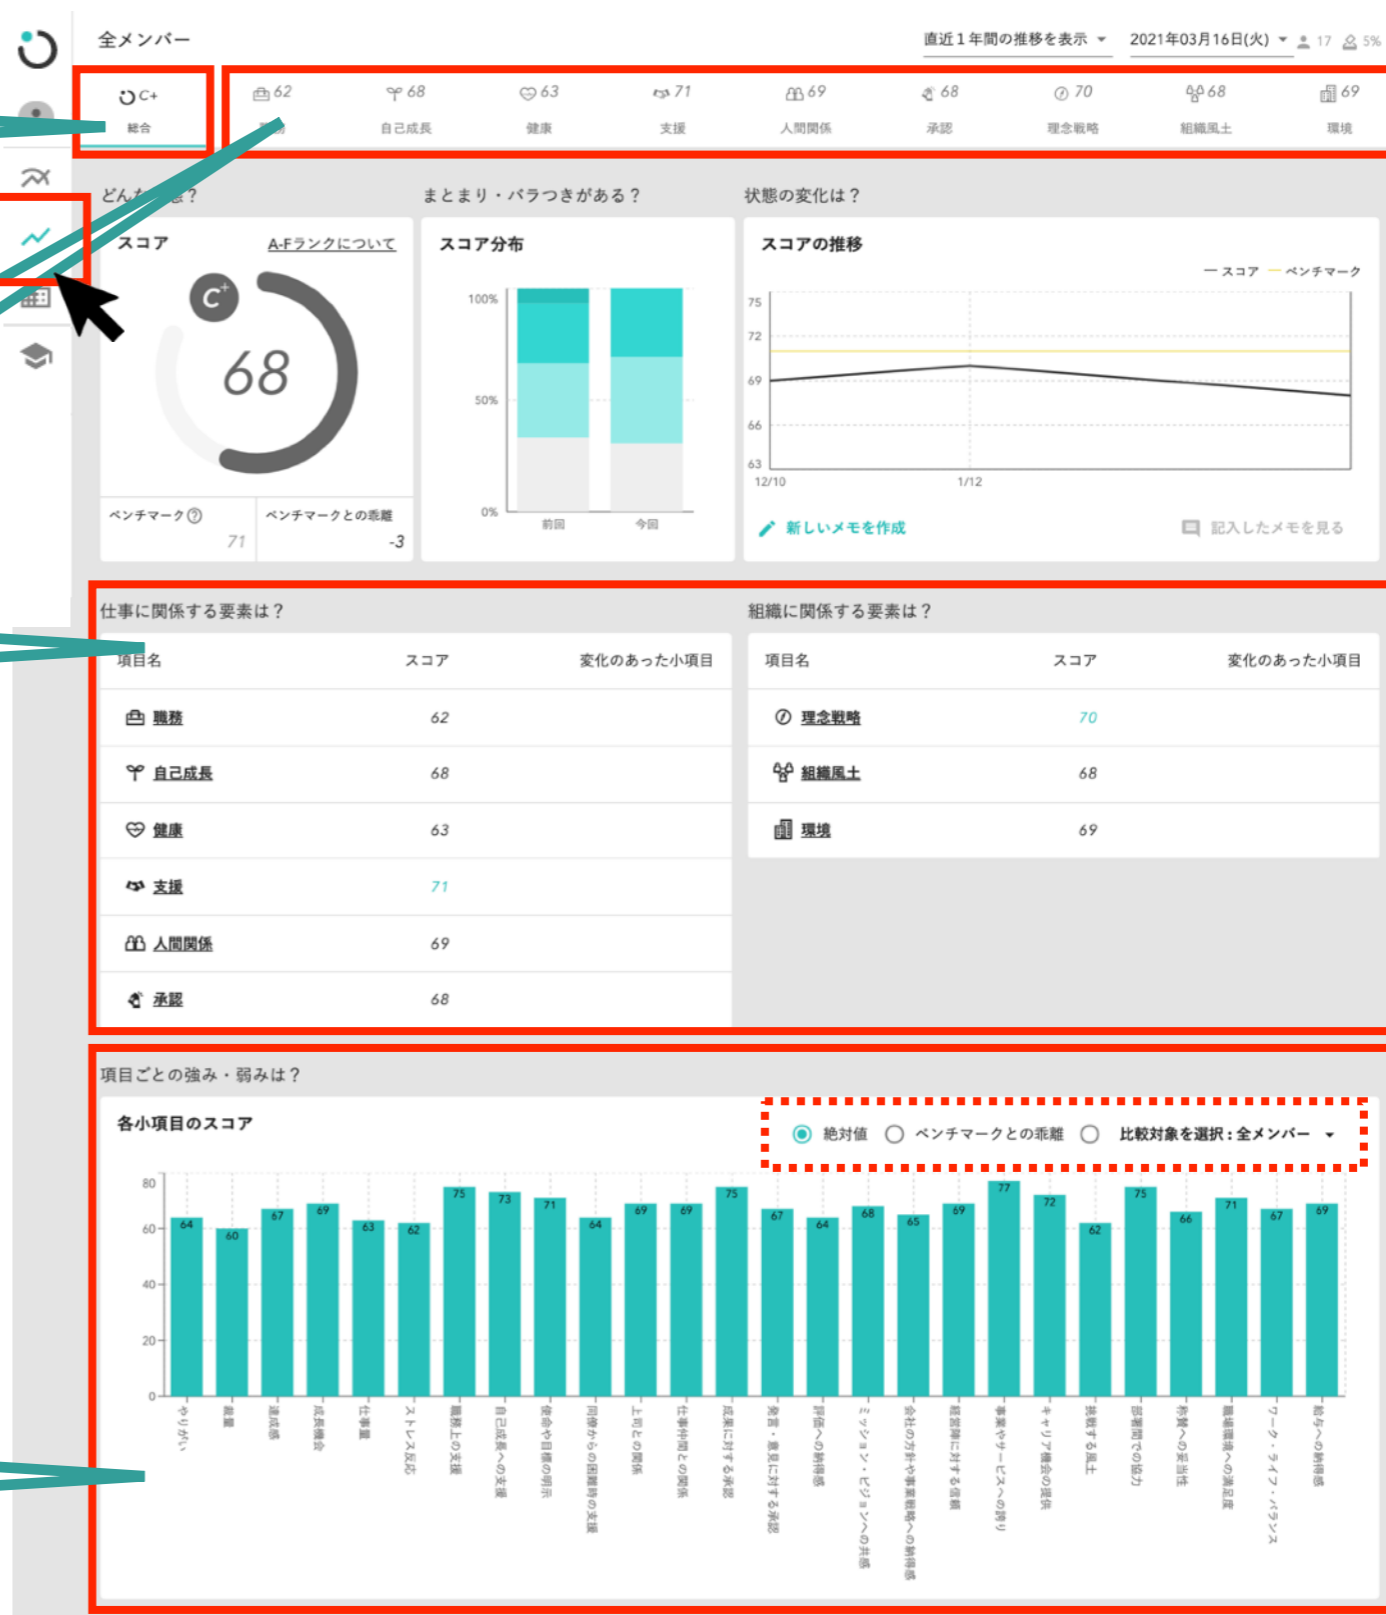 全メンバー
直近1年間の推移を表示
2021年03月16日(火)
17
5%
C+
62
68
63
71
69
68
70
68
69
総合
自己成長
健康
支援
人間関係
承認
理念戦略
組織風土
環境
まとまり・バラつきがある？
状態の変化は？
スコア
A-Fランクについて
C+
68
ベンチマーク
71
ベンチマークとの乖離
-3
スコア分布
100%
50%
0%
前回
今回
スコアの推移
スコア
ベンチマーク
75
72
69
66
63
12/10
1/12
新しいメモを作成
記入したメモを見る
仕事に関係する要素は？
項目名 スコア 変化のあった小項目
職務 62
自己成長 68
健康 63
支援 71
人間関係 69
承認 68
組織に関係する要素は？
項目名 スコア 変化のあった小項目
理念戦略 70
組織風土 68
環境 69
項目ごとの強み・弱みは？
各小項目のスコア
絶対値
ベンチマークとの乖離
比較対象を選択：全メンバー
80
60
40
20
0
64
60
67
69
63
62
75
73
71
64
69
69
75
67
64
68
65
69
77
72
62
75
66
71
67
69
やりがい
裁量
達成感
成長機会
仕事量
ストレス反応
職務上の支援
自己成長への支援
使命や目標の明示
同僚からの困難時の支援
上司との関係
仕事仲間との関係
成果に対する承認
発言・意見に対する承認
評価への納得感
ミッション・ビジョンへの共感
会社の方針や事業戦略への納得感
経営陣に対する信頼
事業やサービスへの誇り
キャリア機会の提供
挑戦する風土
部署間での協力
称賛への妥当性
職場環境への満足度
ワーク・ライフ・バランス
給与への納得感